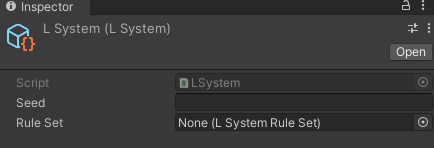 Inspector
L System (L System)
Open
Script LSystem
Seed
Rule Set None (L System Rule Set)